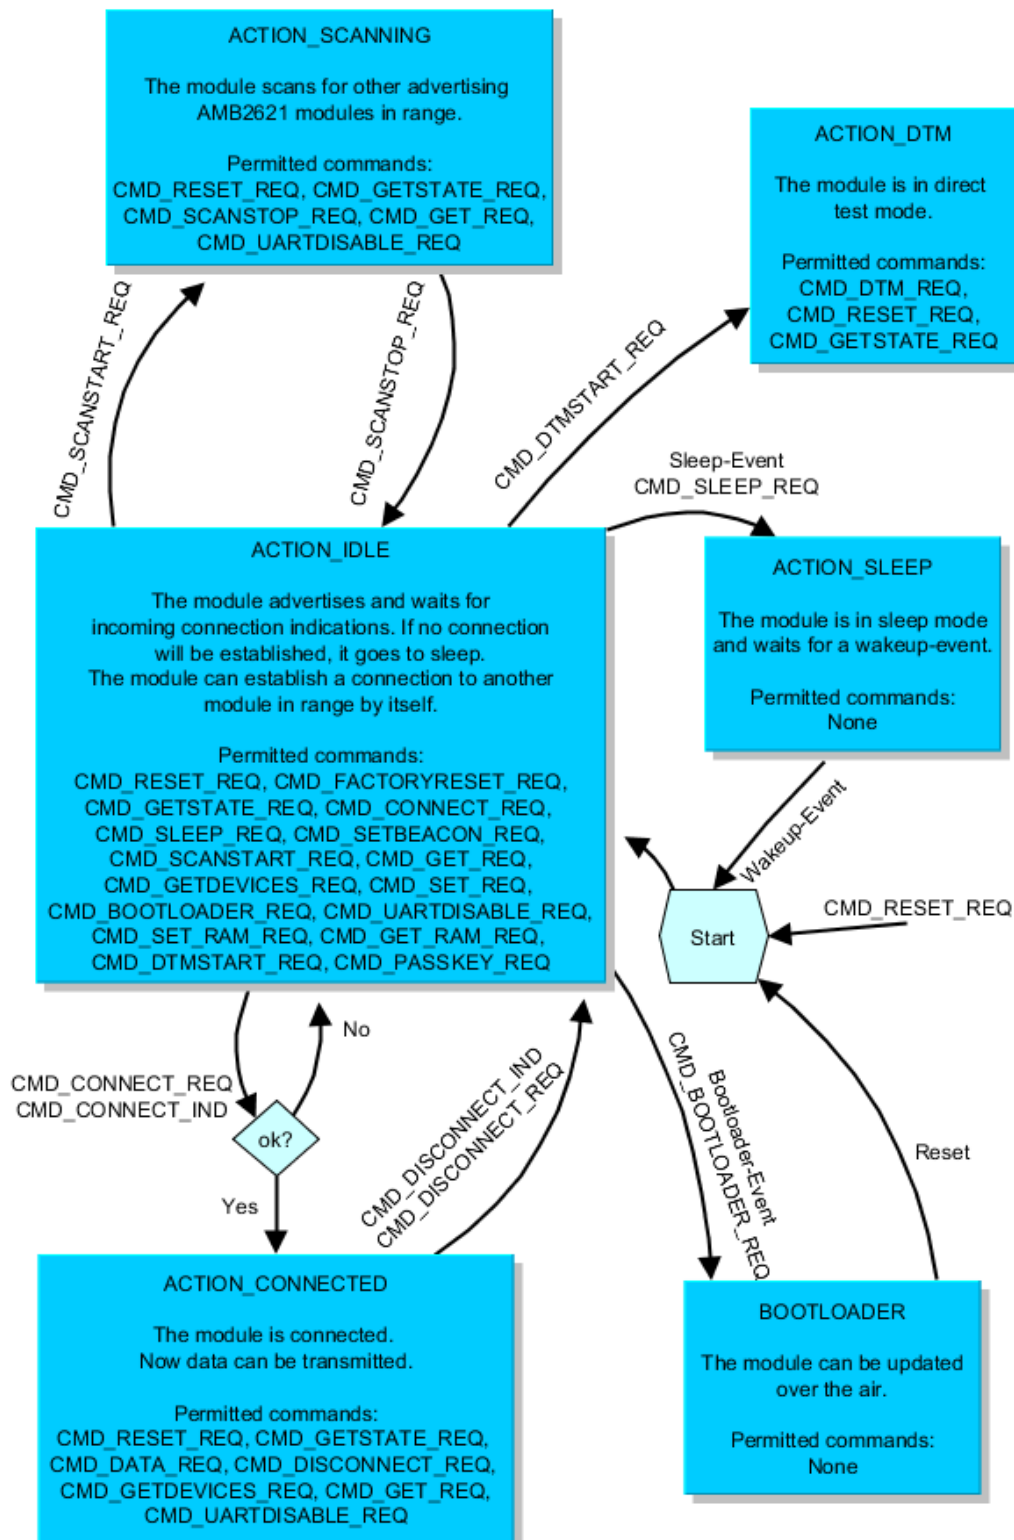 ACTION_SCANNING
The module scans for other advertising
AMB2621 modules in range.
Permitted commands:
CMD_RESET_REQ, CMD_GETSTATE_REQ,
CMD_SCANSTOP_REQ, CMD_GET_REQ,
CMD_UARTDISABLE_REQ
ACTION_DTM
The module is in direct
test mode.
Permitted commands:
CMD_DTM_REQ,
CMD_RESET_REQ,
CMD_GETSTATE_REQ
CMD_SCANSTART_REQ
CMD_SCANSTOP_REQ
CMD_DTMSTART_REQ
Sleep-Event
CMD_SLEEP_REQ
ACTION_IDLE
The module advertises and waits for
incoming connection indications. If no connection
will be established, it goes to sleep.
The module can establish a connection to another
module in range by itself.
Permitted commands:
CMD_RESET_REQ, CMD_FACTORYRESET_REQ,
CMD_GETSTATE_REQ, CMD_CONNECT_REQ,
CMD_SLEEP_REQ, CMD_SETBEACON_REQ,
CMD_SCANSTART_REQ, CMD_GET_REQ,
CMD_GETDEVICES_REQ, CMD_SET_REQ,
CMD_BOOTLOADER_REQ, CMD_UARTDISABLE_REQ,
CMD_SET_RAM_REQ, CMD_GET_RAM_REQ,
CMD_DTMSTART_REQ, CMD_PASSKEY_REQ
ACTION_SLEEP
The module is in sleep mode
and waits for a wakeup-event.
Permitted commands:
None
Wakeup-Event
CMD_RESET_REQ
Start
No
CMD_CONNECT_REQ
CMD_CONNECT_IND
ok?
Yes
CMD_DISCONNECT_IND
CMD_DISCONNECT_REQ
Bootloader-Event
CMD_BOOTLOADER_REQ
Reset
ACTION_CONNECTED
The module is connected.
Now data can be transmitted.
Permitted commands:
CMD_RESET_REQ, CMD_GETSTATE_REQ,
CMD_DATA_REQ, CMD_DISCONNECT_REQ,
CMD_GETDEVICES_REQ, CMD_GET_REQ,
CMD_UARTDISABLE_REQ
BOOTLOADER
The module can be updated
over the air.
Permitted commands:
None